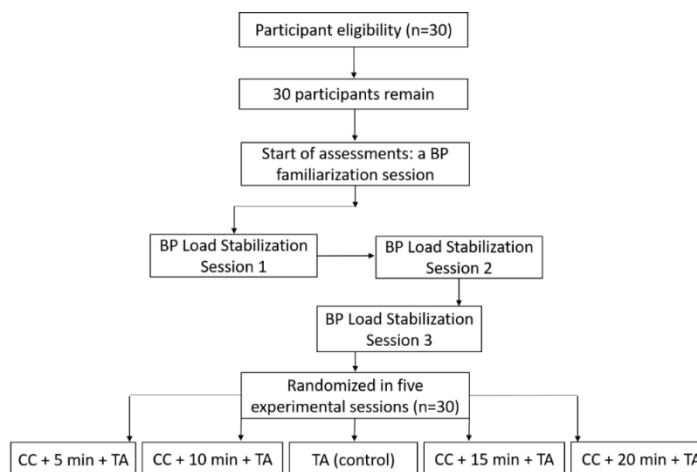 Participant eligibility (n=30)
30 participants remain
Start of assessments: a BP
familiarization session
BP Load Stabilization
Session 1
BP Load Stabilization
Session 2
BP Load Stabilization
Session 3
Randomized in five
experimental sessions (n=30)
CC + 5 min + TA
CC + 10 min + TA
TA (control)
CC + 15 min + TA
CC + 20 min + TA